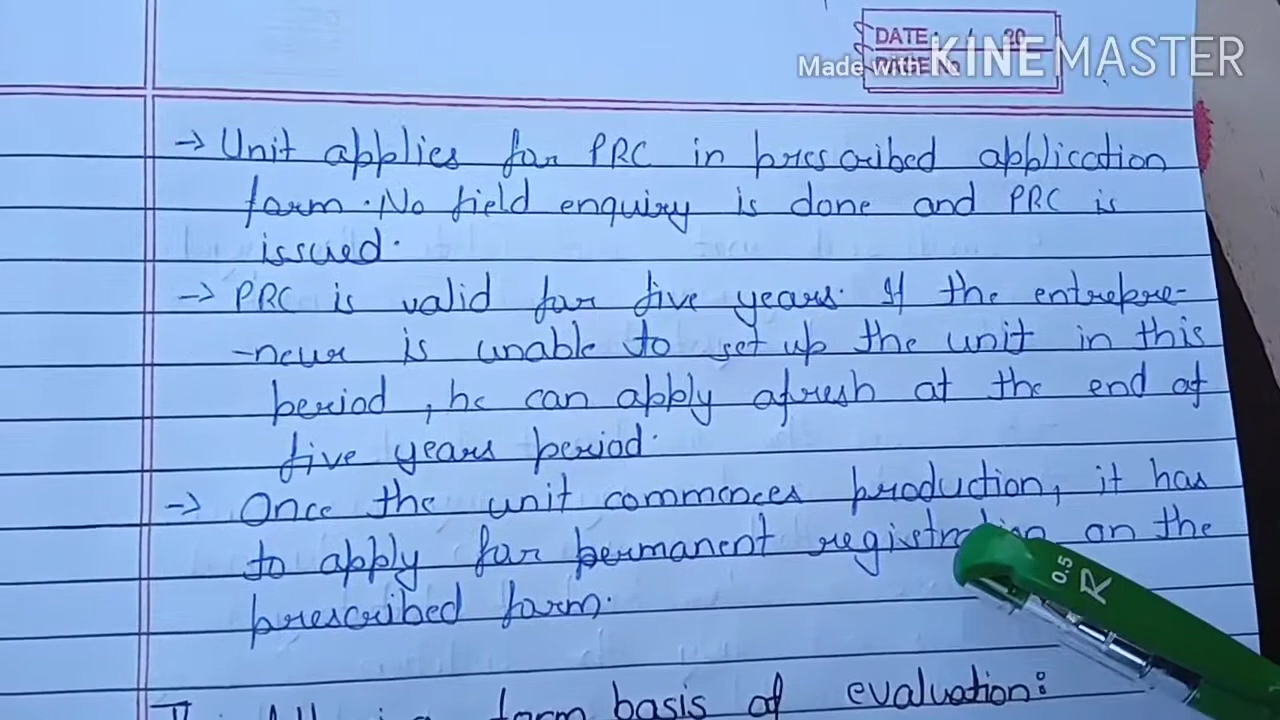 DATE: / 20
PAGE No
Made with KINEMASTER
→ Unit applies for PRC in prescribed application
form. No field enquiry is done and PRC is
issued.
→ PRC is valid for five years. If the entrepre-
-neur is unable to set up the unit in this
period, he can apply afresh at the end of
five years period.
→ Once the unit commences production, it has
to apply for permanent registration on the
prescribed form.
basis of evaluation: